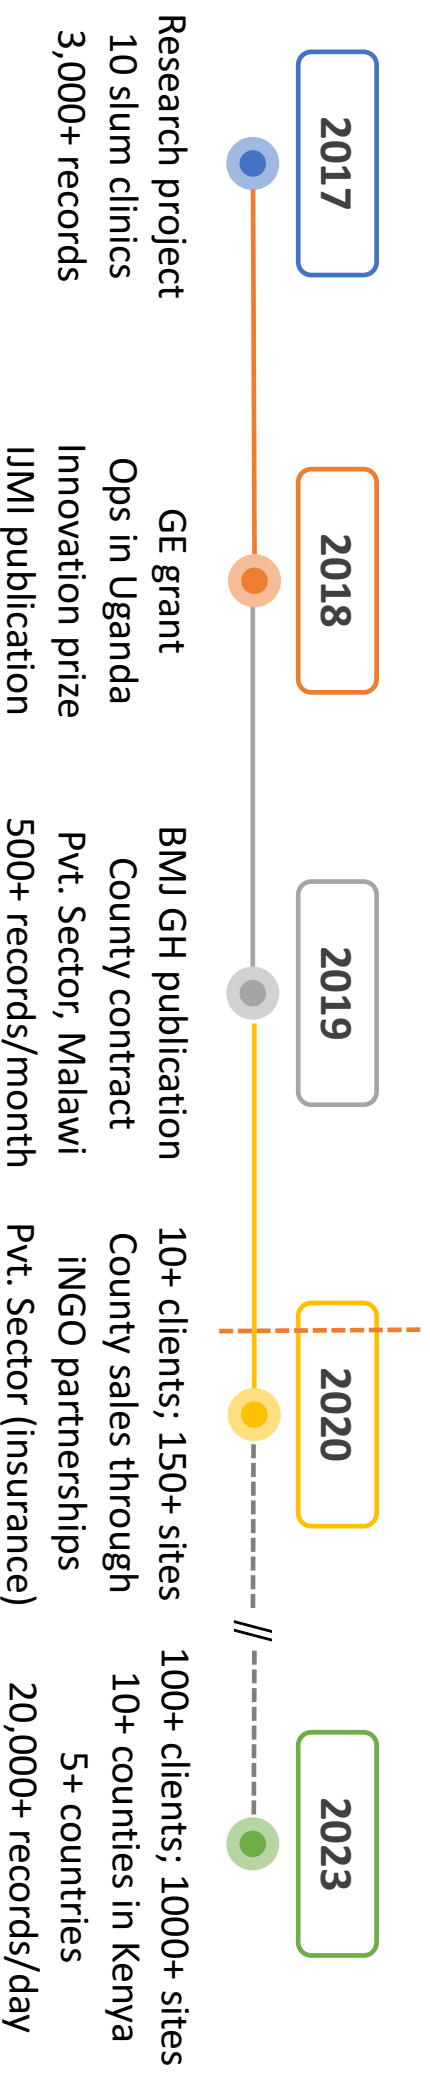 2017
Research project
10 slum clinics
3,000+ records
2018
GE grant
Ops in Uganda
Innovation prize
IJMI publication
2019
BMJ GH publication
County contract
Pvt. Sector, Malawi
500+ records/month
2020
10+ clients; 150+ sites
County sales through
iNGO partnerships
Pvt. Sector (insurance)
//
2023
100+ clients; 1000+ sites
10+ counties in Kenya
5+ countries
20,000+ records/day